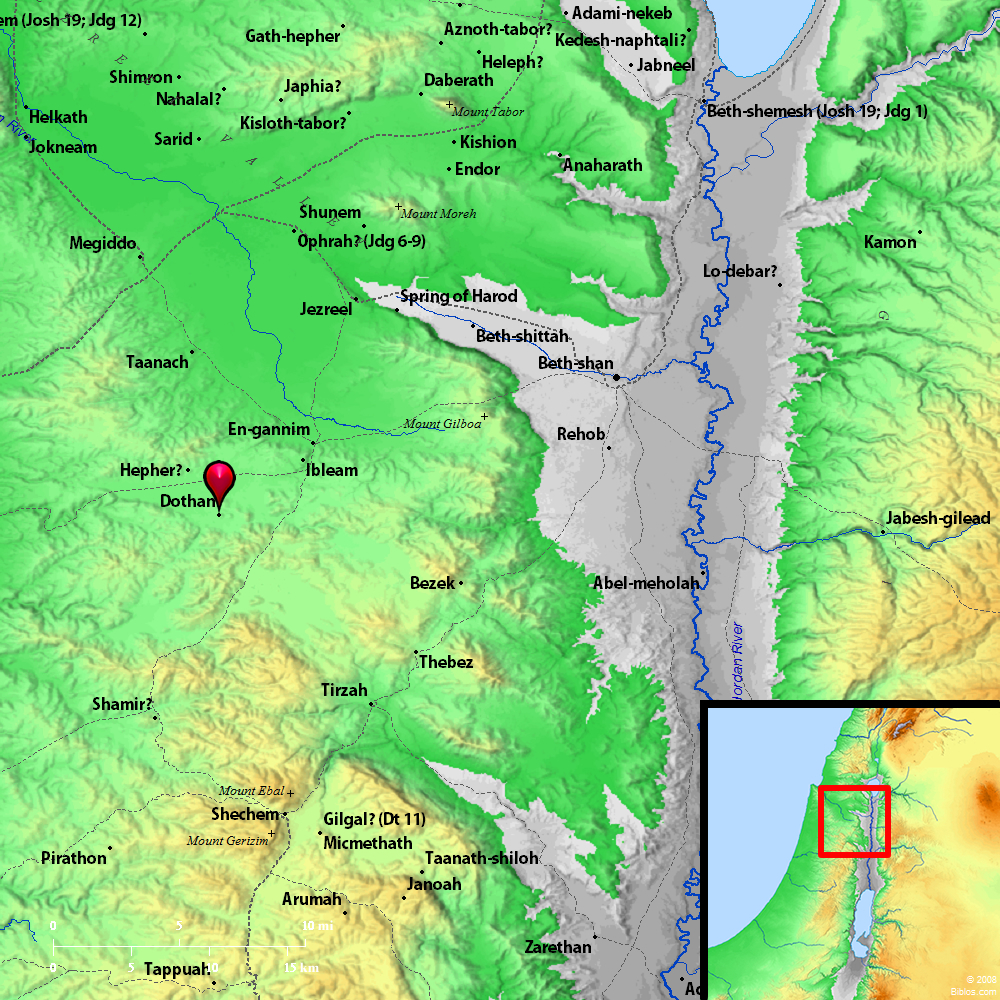 em (Josh 19; Jdg 12)
Adami-nekeb
Gath-hepher
Aznoth-tabor?
Kedesh-naphtali?
Heleph?
Jabneel
Shimron
Japhia?
Daberath
Nahalal?
Mount Tabor
Beth-shemesh (Josh 19; Jdg 1)
Helkath
Kisloth-tabor?
River
Jokneam
Sarid
Kishion
Endor
Anaharath
Shunem
Mount Moreh
Ophrah? (Jdg 6-9)
Megiddo
Kamon
Lo-debar?
Jezreel
Spring of Harod
G
Beth-shittah
Taanach
Beth-shan
En-gannim
Mount Gilboa
Rehob
Hepher?
Ibleam
Dothan
Jabesh-gilead
Bezek
Abel-meholah
Jordan River
Thebez
Tirzah
Shamir?
Mount Ebal
Shechem
Gilgal? (Dt 11)
Mount Gerizim
Micmethath
Pirathon
Taanath-shiloh
Janoah
Arumah
0 5 10 mi
Zarethan
0 5 10 15 km
Tappuah
© 2008
Biblos.com